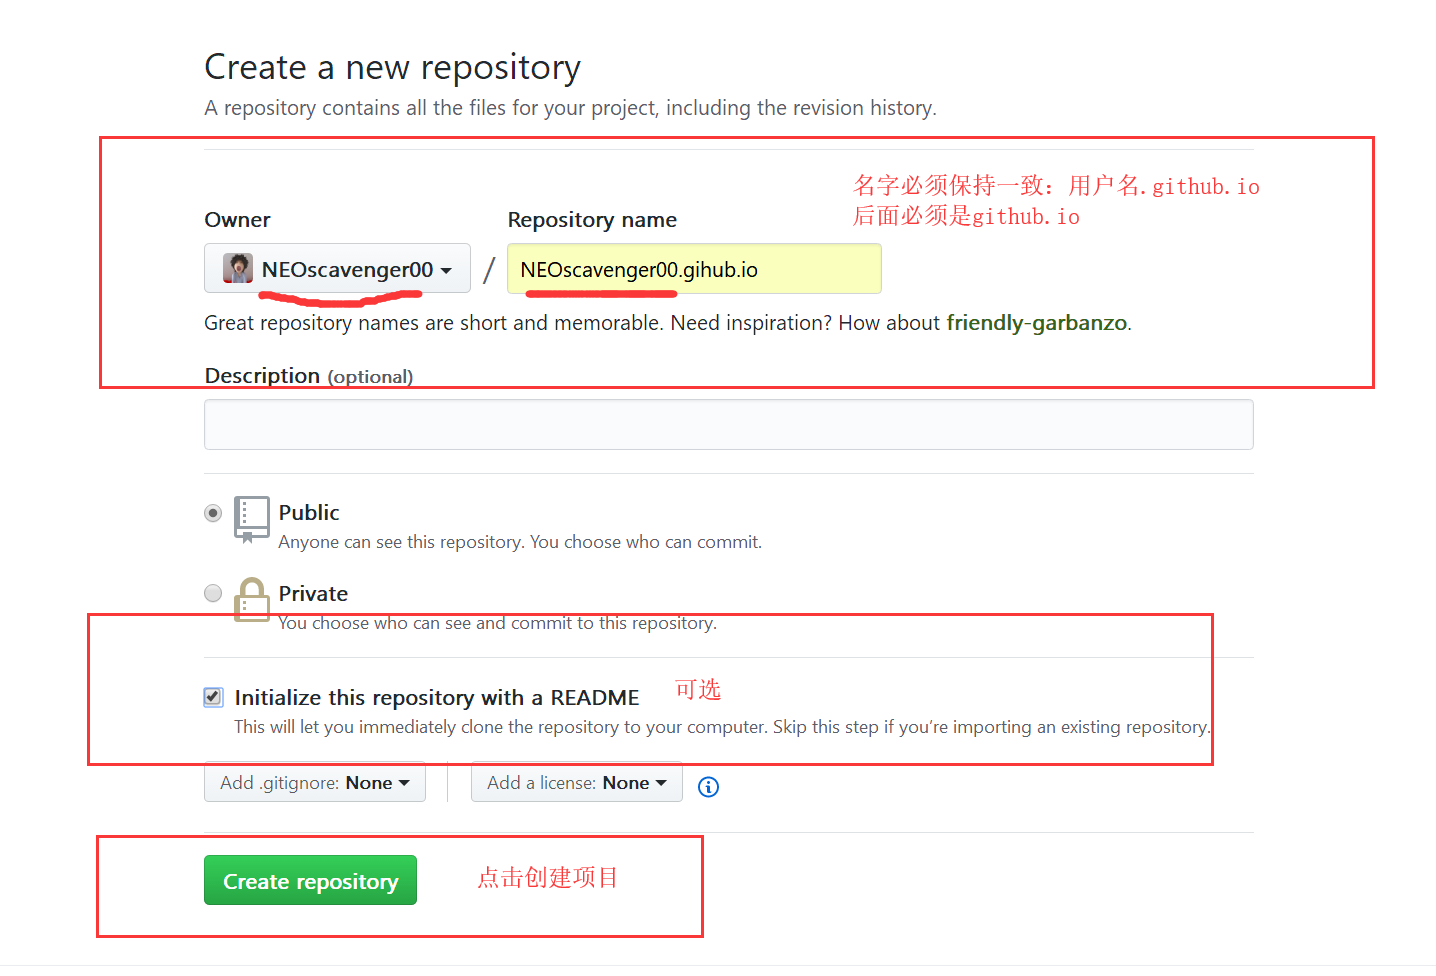 Create a new repository
A repository contains all the files for your project, including the revision history.
名字必须保持一致：用户名.github.io
后面必须是github.io
Owner
Repository name
NEOscavenger00
/
NEOscavenger00.gihub.io
Great repository names are short and memorable. Need inspiration? How about friendly-garbanzo.
Description (optional)
Public
Anyone can see this repository. You choose who can commit.
Private
You choose who can see and commit to this repository.
Initialize this repository with a README
可选
This will let you immediately clone the repository to your computer. Skip this step if you’re importing an existing repository.
Add .gitignore: None
Add a license: None
Create repository
点击创建项目